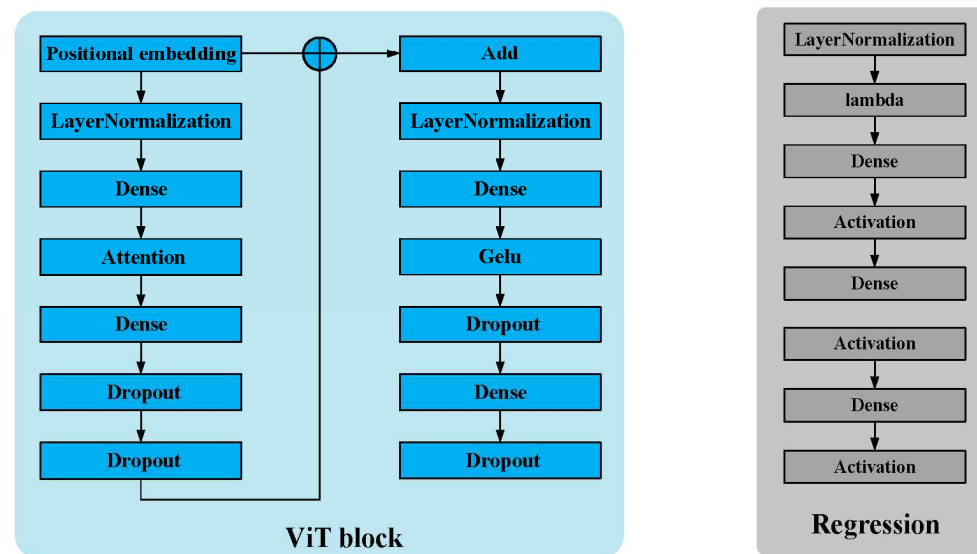 Positional embedding
LayerNormalization
Dense
Attention
Dense
Dropout
Dropout
Add
LayerNormalization
Dense
Gelu
Dropout
Dense
Dropout
ViT block
LayerNormalization
lambda
Dense
Activation
Dense
Activation
Dense
Activation
Regression